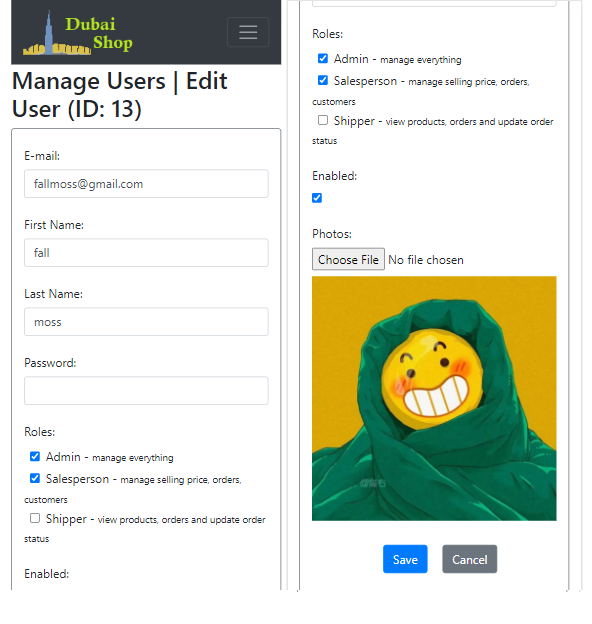 Dubai
Shop
Manage Users | Edit
User (ID: 13)
E-mail:
fallmoss@gmail.com
First Name:
fall
Last Name:
moss
Password:
Roles:
Admin - manage everything
Salesperson - manage selling price, orders,
customers
Shipper - view products, orders and update order
status
Enabled:
Roles:
Admin - manage everything
Salesperson - manage selling price, orders,
customers
Shipper - view products, orders and update order
status
Enabled:
Photos:
Choose File No file chosen
Save Cancel